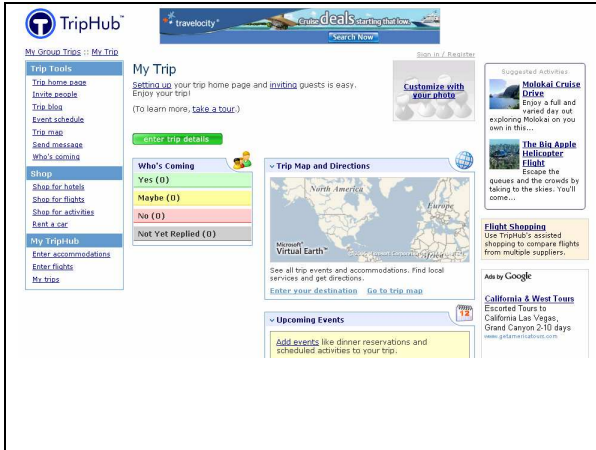 TripHub™
travelocity
Cruise deals starting that low.
Search Now
My Group Trips :: My Trip
Sign in / Register
Trip Tools
Trip home page
Invite people
Trip blog
Event schedule
Trip map
Send message
Who's coming
Shop
Shop for hotels
Shop for flights
Shop for activities
Rent a car
My TripHub
Enter accommodations
Enter flights
My trips
My Trip
Setting up your trip home page and inviting guests is easy.
Enjoy your trip!
(To learn more, take a tour.)
enter trip details
Customize with
your photo
Who's Coming
Yes (0)
Maybe (0)
No (0)
Not Yet Replied (0)
Trip Map and Directions
North America
Europe
Africa
Microsoft®
Virtual Earth™
See all trip events and accommodations. Find local
services and get directions.
Enter your destination Go to trip map
Upcoming Events
12
Add events like dinner reservations and
scheduled activities to your trip.
Suggested Activities
Molokai Cruise
Drive
Enjoy a full and
varied day out
exploring Molokai on you
own in this...
The Big Apple
Helicopter
Flight
Escape the
queues and the crowds by
taking to the skies. You'll
come...
Flight Shopping
Use TripHub's assisted
shopping to compare flights
from multiple suppliers.
Ads by Google
California & West Tours
Escorted Tours to
California Las Vegas,
Grand Canyon 2-10 days
www.getamericatours.com